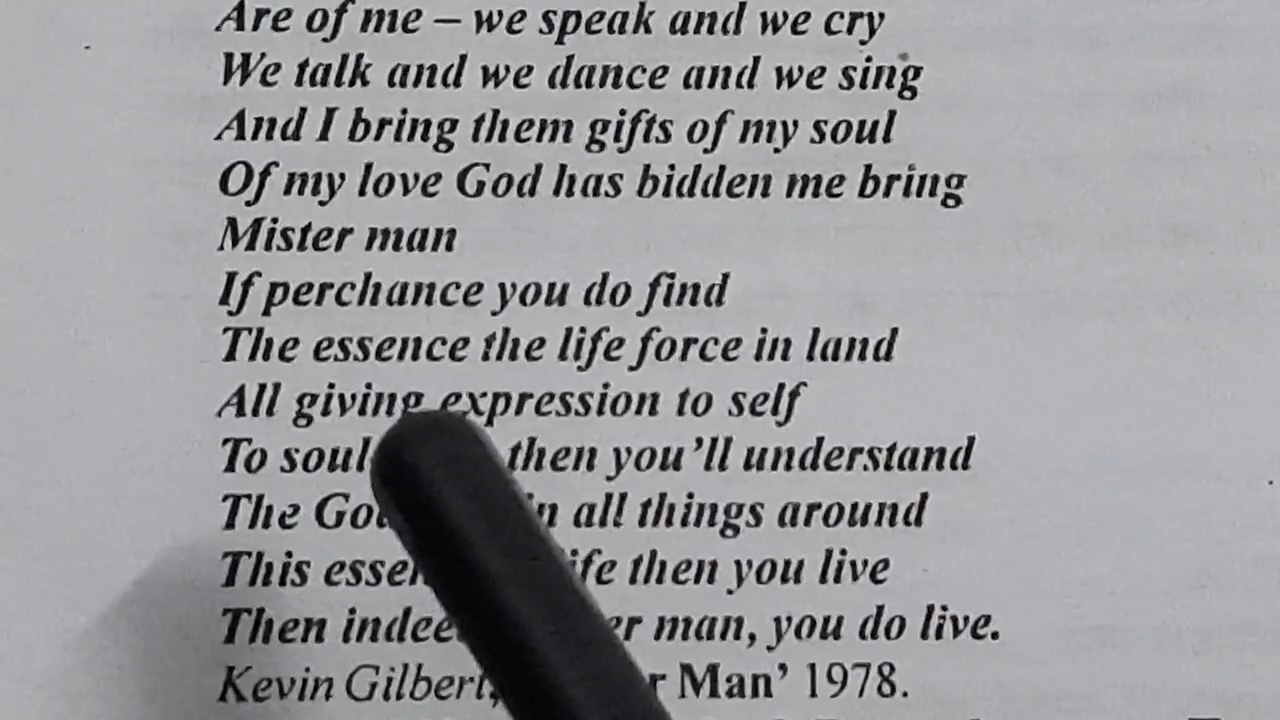 Are of me – we speak and we cry
We talk and we dance and we sing
And I bring them gifts of my soul
Of my love God has bidden me bring
Mister man
If perchance you do find
The essence the life force in land
All giving expression to self
To soul then you'll understand
The in all things around
This then you live
Then man, you do live.
Kevin Gilbert, Man' 1978.